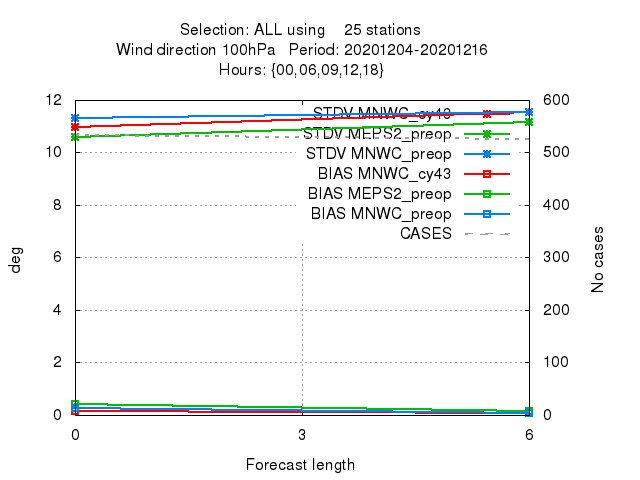 Selection: ALL using 25 stations
Wind direction 100hPa Period: 20201204-20201216
Hours: {00,06,09,12,18}
12 600
STDV MNWC_cy43
STDV MEPS2_preop
10 500
STDV MNWC_preop
BIAS MNWC_cy43
BIAS MEPS2_preop
8 400
BIAS MNWC_preop
CASES
deg
No cases
6 300
4 200
2 100
0 0
0 3 6
Forecast length